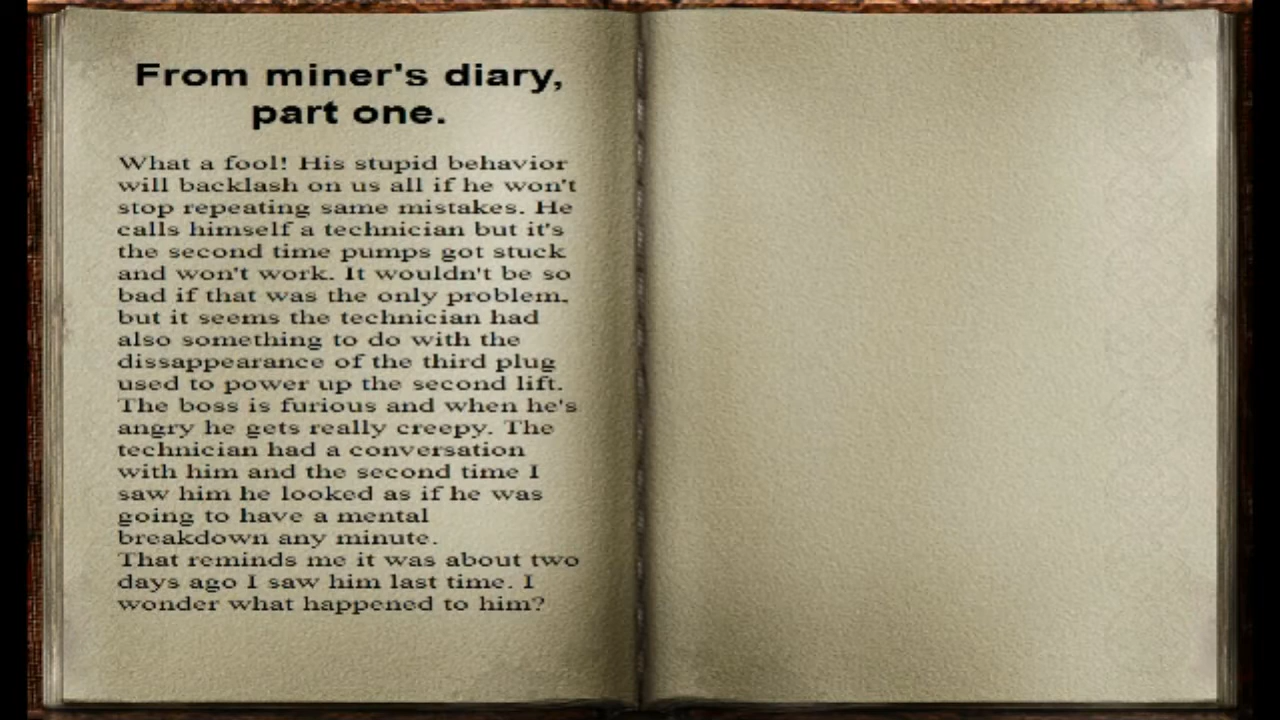 From miner's diary,
part one.
What a fool! His stupid behavior
will backlash on us all if he won't
stop repeating same mistakes. He
calls himself a technician but it's
the second time pumps got stuck
and won't work. It wouldn't be so
bad if that was the only problem,
but it seems the technician had
also something to do with the
dissappearance of the third plug
used to power up the second lift.
The boss is furious and when he's
angry he gets really creepy. The
technician had a conversation
with him and the second time I
saw him he looked as if he was
going to have a mental
breakdown any minute.
That reminds me it was about two
days ago I saw him last time. I
wonder what happened to him?